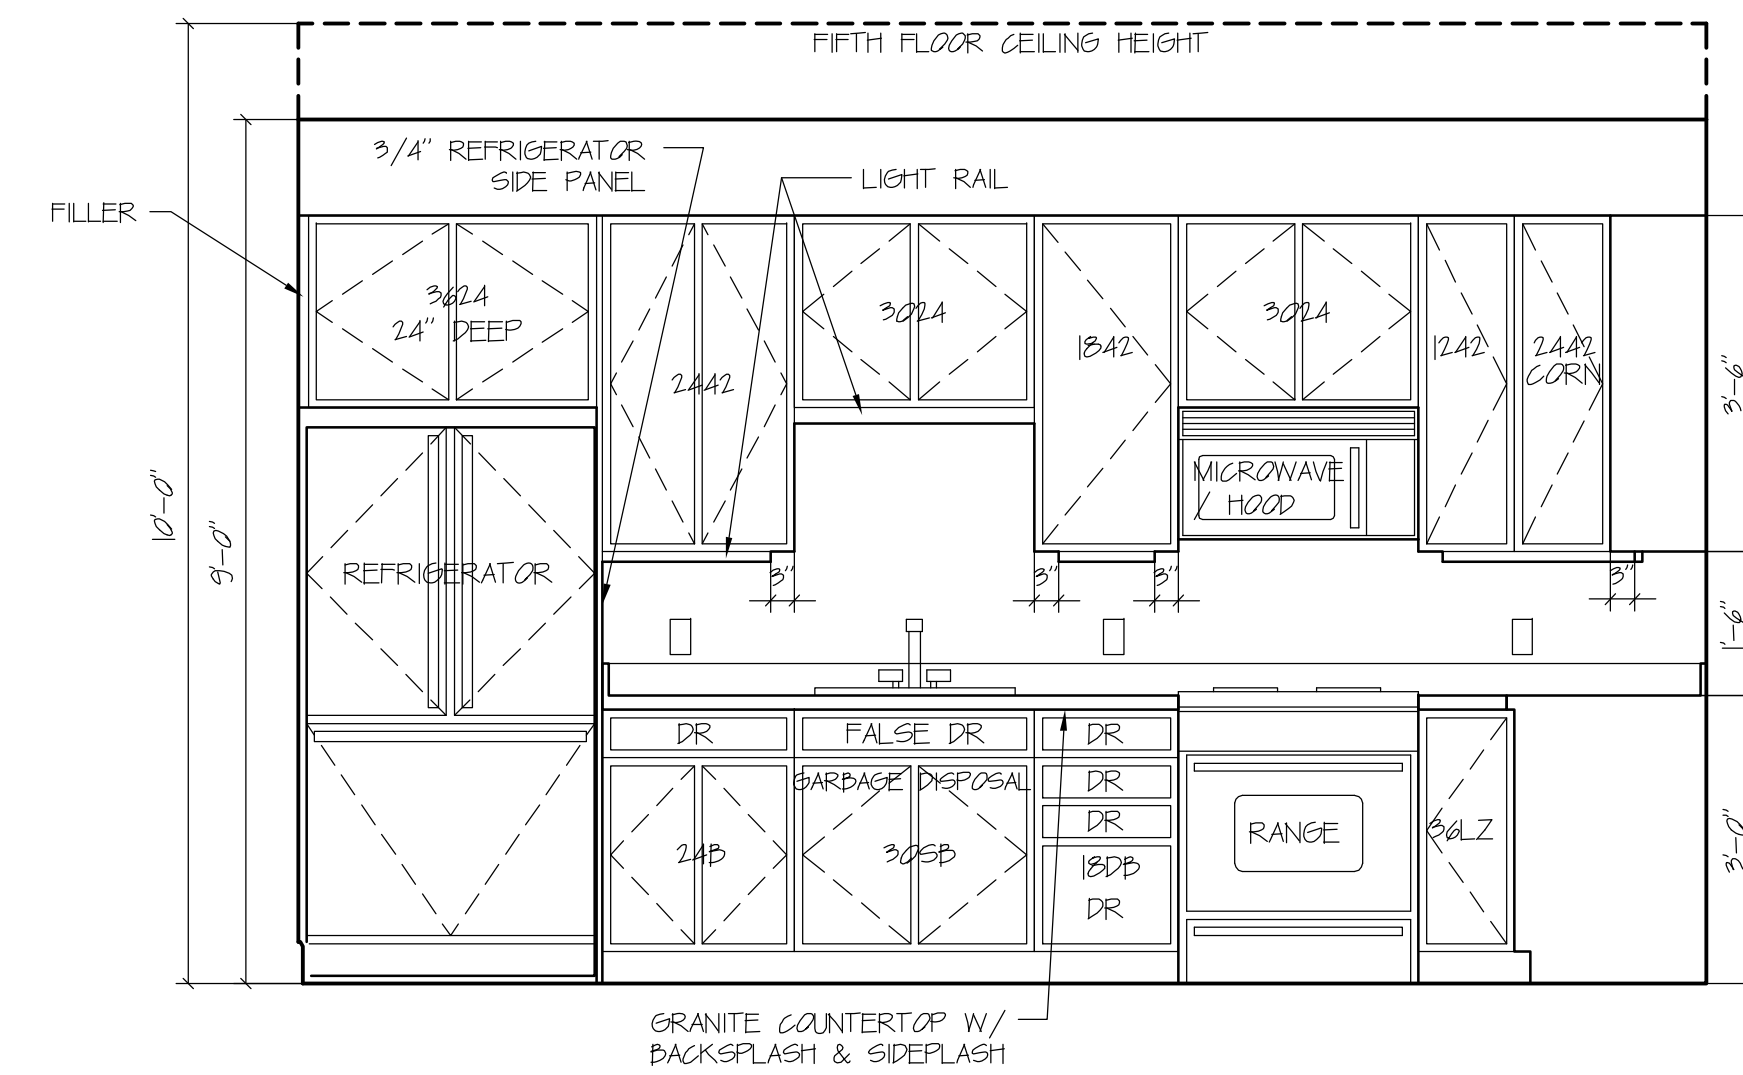 FIFTH FLOOR CEILING HEIGHT
3/4" REFRIGERATOR
SIDE PANEL
LIGHT RAIL
FILLER
3624
24" DEEP
2442
3024
1842
3024
1242
2442
CORN
3'-6"
MICROWAVE
/ HOOD
10'-0"
9'-0"
REFRIGERATOR
3"
3"
3"
3"
1'-6"
DR
FALSE DR
DR
GARBAGE DISPOSAL
DR
DR
24B
30SB
18DB
DR
RANGE
36LZ
3'-0"
GRANITE COUNTERTOP W/
BACKSPLASH & SIDEPLASH